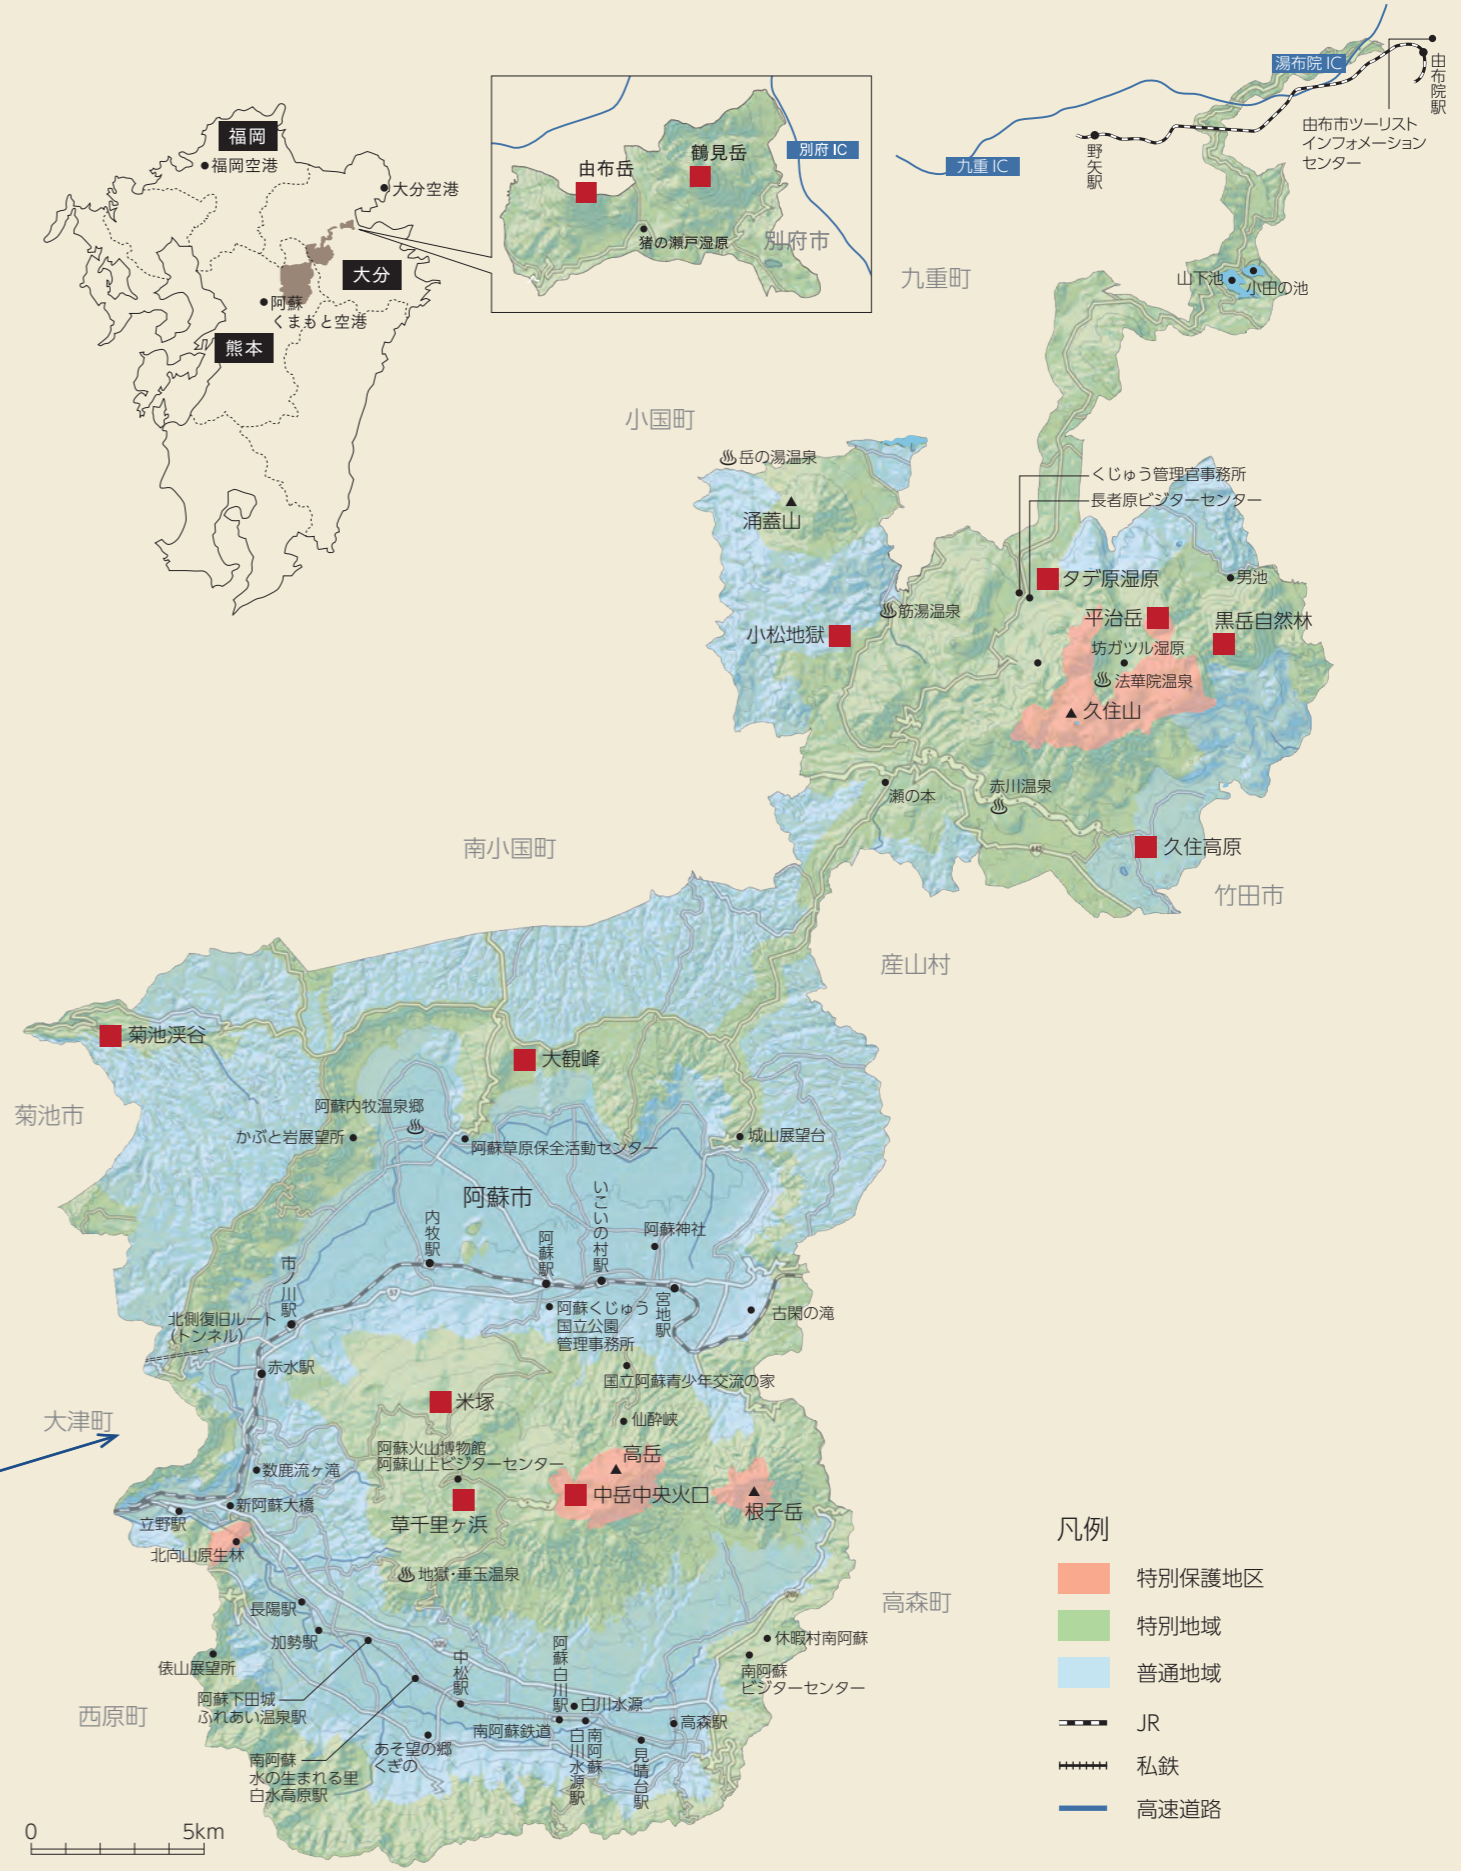 福岡
福岡空港
大分空港
大分
阿蘇
くまもと空港
熊本
由布岳
鶴見岳
別府 IC
猪の瀬戸湿原
別府市
湯布院 IC
由布院駅
由布市ツーリスト
インフォメーション
センター
九重 IC
野矢駅
九重町
山下池
小田の池
小国町
岳の湯温泉
涌蓋山
くじゅう管理官事務所
長者原ビジターセンター
タデ原湿原
男池
筋湯温泉
小松地獄
平治岳
黒岳自然林
坊ガツル湿原
法華院温泉
久住山
瀬の本
赤川温泉
442
久住高原
南小国町
竹田市
産山村
菊池渓谷
大観峰
菊池市
阿蘇内牧温泉郷
かぶと岩展望所
阿蘇草原保全活動センター
城山展望台
阿蘇市
内牧駅
阿蘇駅
いこいの村駅
阿蘇神社
市ノ川駅
57
宮地駅
北側復旧ルート
(トンネル)
阿蘇くじゅう
国立公園
管理事務所
古閑の滝
赤水駅
国立阿蘇青少年交流の家
米塚
大津町
仙酔峡
阿蘇火山博物館
阿蘇山上ビジターセンター
高岳
数鹿流ヶ滝
中岳中央火口
根子岳
新阿蘇大橋
草千里ヶ浜
立野駅
北向山原生林
地獄・垂玉温泉
高森町
長陽駅
加勢駅
休暇村南阿蘇
俵山展望所
中松駅
阿蘇白川駅
南阿蘇
ビジターセンター
阿蘇下田城
ふれあい温泉駅
白川水源
西原町
南阿蘇鉄道
南阿蘇
白川水源駅
高森駅
見晴台駅
あそ望の郷
くぎの
南阿蘇
水の生まれる里
白水高原駅
凡例
特別保護地区
特別地域
普通地域
JR
私鉄
高速道路
0 5km